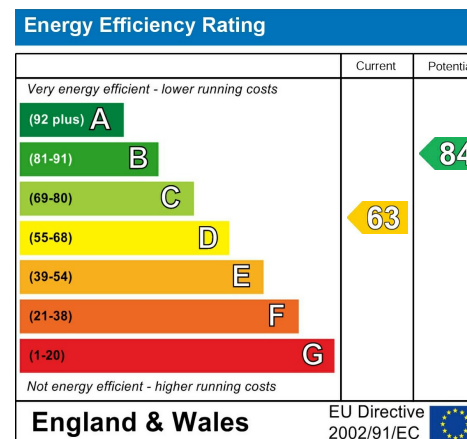 Energy Efficiency Rating
Current
Very energy efficient - lower running costs
(92 plus) A
(81-91) B
84
(69-80) C
63
(55-68) D
(39-54) E
(21-38) F
(1-20) G
Not energy efficient - higher running costs
England & Wales
EU Directive
2002/91/EC